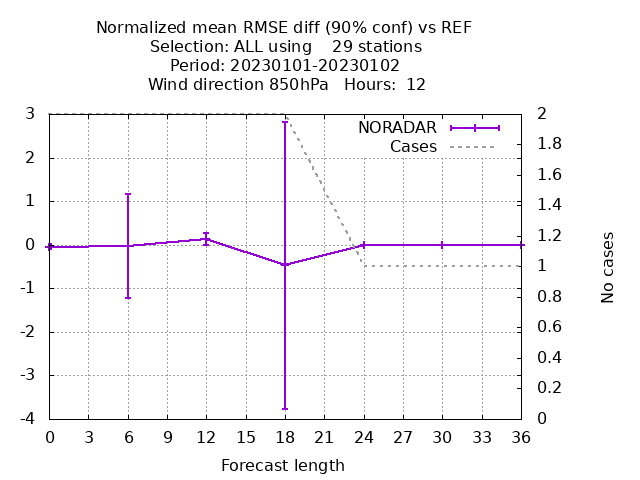 Normalized mean RMSE diff (90% conf) vs REF
Selection: ALL using    29 stations
Period: 20230101-20230102
Wind direction 850hPa   Hours:  12
NORADAR
Cases
3
2
1
0
-1
-2
-3
-4
2
1.8
1.6
1.4
1.2
1
0.8
0.6
0.4
0.2
0
No cases
0 3 6 9 12 15 18 21 24 27 30 33 36
Forecast length